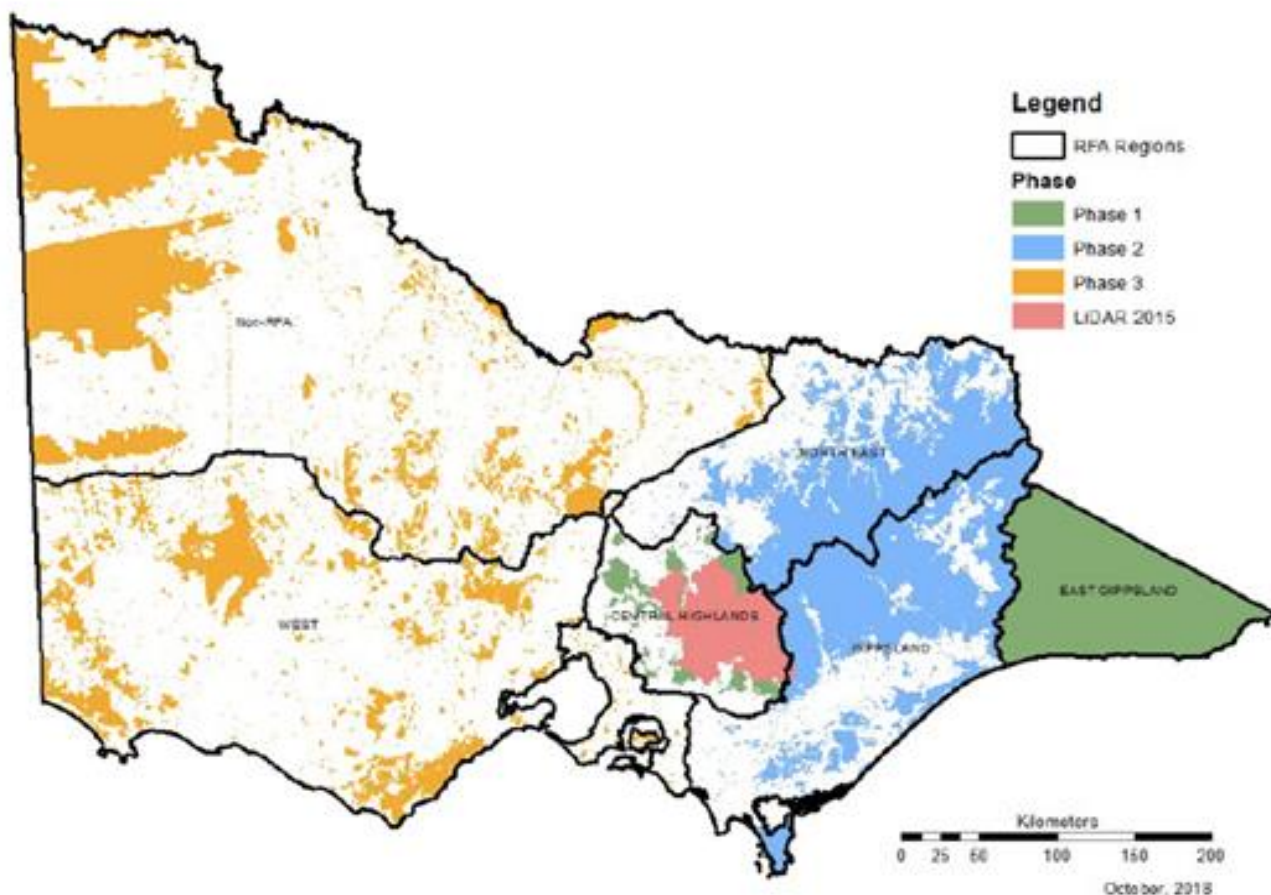 Legend
RFA Regions
Phase
Phase 1
Phase 2
Phase 3
LiDAR 2015
Non-RFA
NORTH EAST
EAST GIPPSLAND
CENTRAL HIGHLANDS
WEST
GIPPSLAND
Kilometers
0 25 50 100 150 200
October, 2018